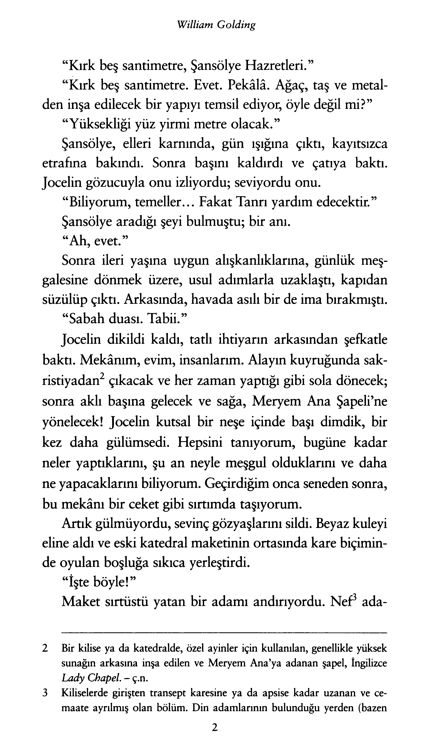 William Golding
“Kırk beş santimetre, Şansölye Hazretleri.”
“Kırk beş santimetre. Evet. Pekâlâ. Ağaç, taş ve metal-
den inşa edilecek bir yapıyı temsil ediyor, öyle değil mi?”
“Yüksekliği yüz yirmi metre olacak.”
Şansölye, elleri karnında, gün ışığına çıktı, kayıtsızca
etrafına bakındı. Sonra başını kaldırdı ve çatıya baktı.
Jocelin gözucuyla onu izliyordu; seviyordu onu.
“Biliyorum, temeller... Fakat Tanrı yardım edecektir.”
Şansölye aradığı şeyi bulmuştu; bir anı.
“Ah, evet.”
Sonra ileri yaşına uygun alışkanlıklarına, günlük meş-
galesine dönmek üzere, usul adımlarla uzaklaştı, kapıdan
süzülüp çıktı. Arkasında, havada asılı bir de ima bırakmıştı.
“Sabah duası. Tabii.”
Jocelin dikildi kaldı, tatlı ihtiyarın arkasından şefkatle
baktı. Mekânım, evim, insanlarım. Alayın kuyruğunda sak-
ristiyadan2 çıkacak ve her zaman yaptığı gibi sola dönecek;
sonra aklı başına gelecek ve sağa, Meryem Ana Şapeli’ne
yönelecek! Jocelin kutsal bir neşe içinde başı dimdik, bir
kez daha gülümsedi. Hepsini tanıyorum, bugüne kadar
neler yaptıklarını, şu an neyle meşgul olduklarını ve daha
ne yapacaklarını biliyorum. Geçirdiğim onca seneden sonra,
bu mekânı bir ceket gibi sırtımda taşıyorum.
Artık gülmüyordu, sevinç gözyaşlarını sildi. Beyaz kuleyi
eline aldı ve eski katedral maketinin ortasında kare biçimin-
de oyulan boşluğa sıkıca yerleştirdi.
“İşte böyle!”
Maket sırtüstü yatan bir adamı andırıyordu. Nef3 ada-
2 Bir kilise ya da katedralde, özel ayinler için kullanılan, genellikle yüksek
sunağın arkasına inşa edilen ve Meryem Ana’ya adanan şapel, İngilizce
Lady Chapel. – ç.n.
3 Kiliselerde girişten transept karesine ya da apsise kadar uzanan ve ce-
maate ayrılmış olan bölüm. Din adamlarının bulunduğu yerden (bazen
2